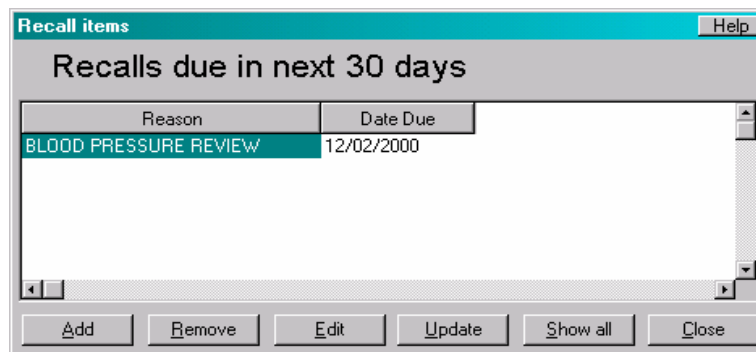 Recall items Help
Recalls due in next 30 days
Reason Date Due
BLOOD PRESSURE REVIEW 12/02/2000
Add Remove Edit Update Show all Close